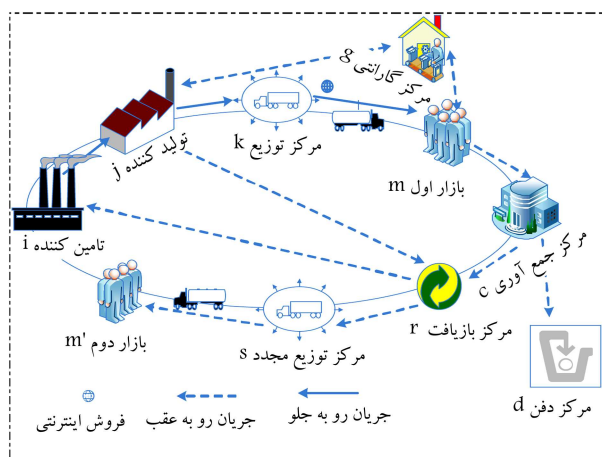 مرکز گارانتی g
تولید کننده j
مرکز توزیع k
بازار اول m
تامین کننده i
مرکز جمع آوری c
مرکز بازیافت r
مرکز توزیع مجدد s
بازار دوم m'
مرکز دفن d
جریان رو به جلو
جریان رو به عقب
فروش اینترنتی